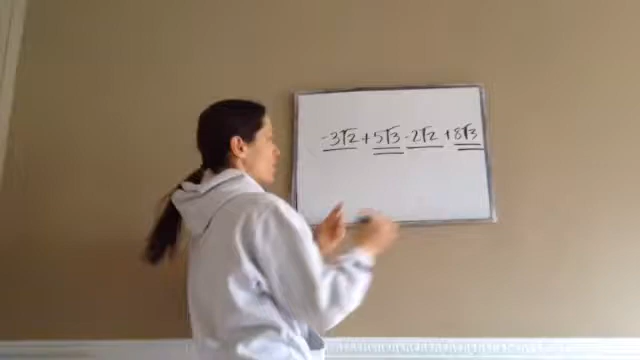 -3√2 + 5√3 - 2√2 + 8√3